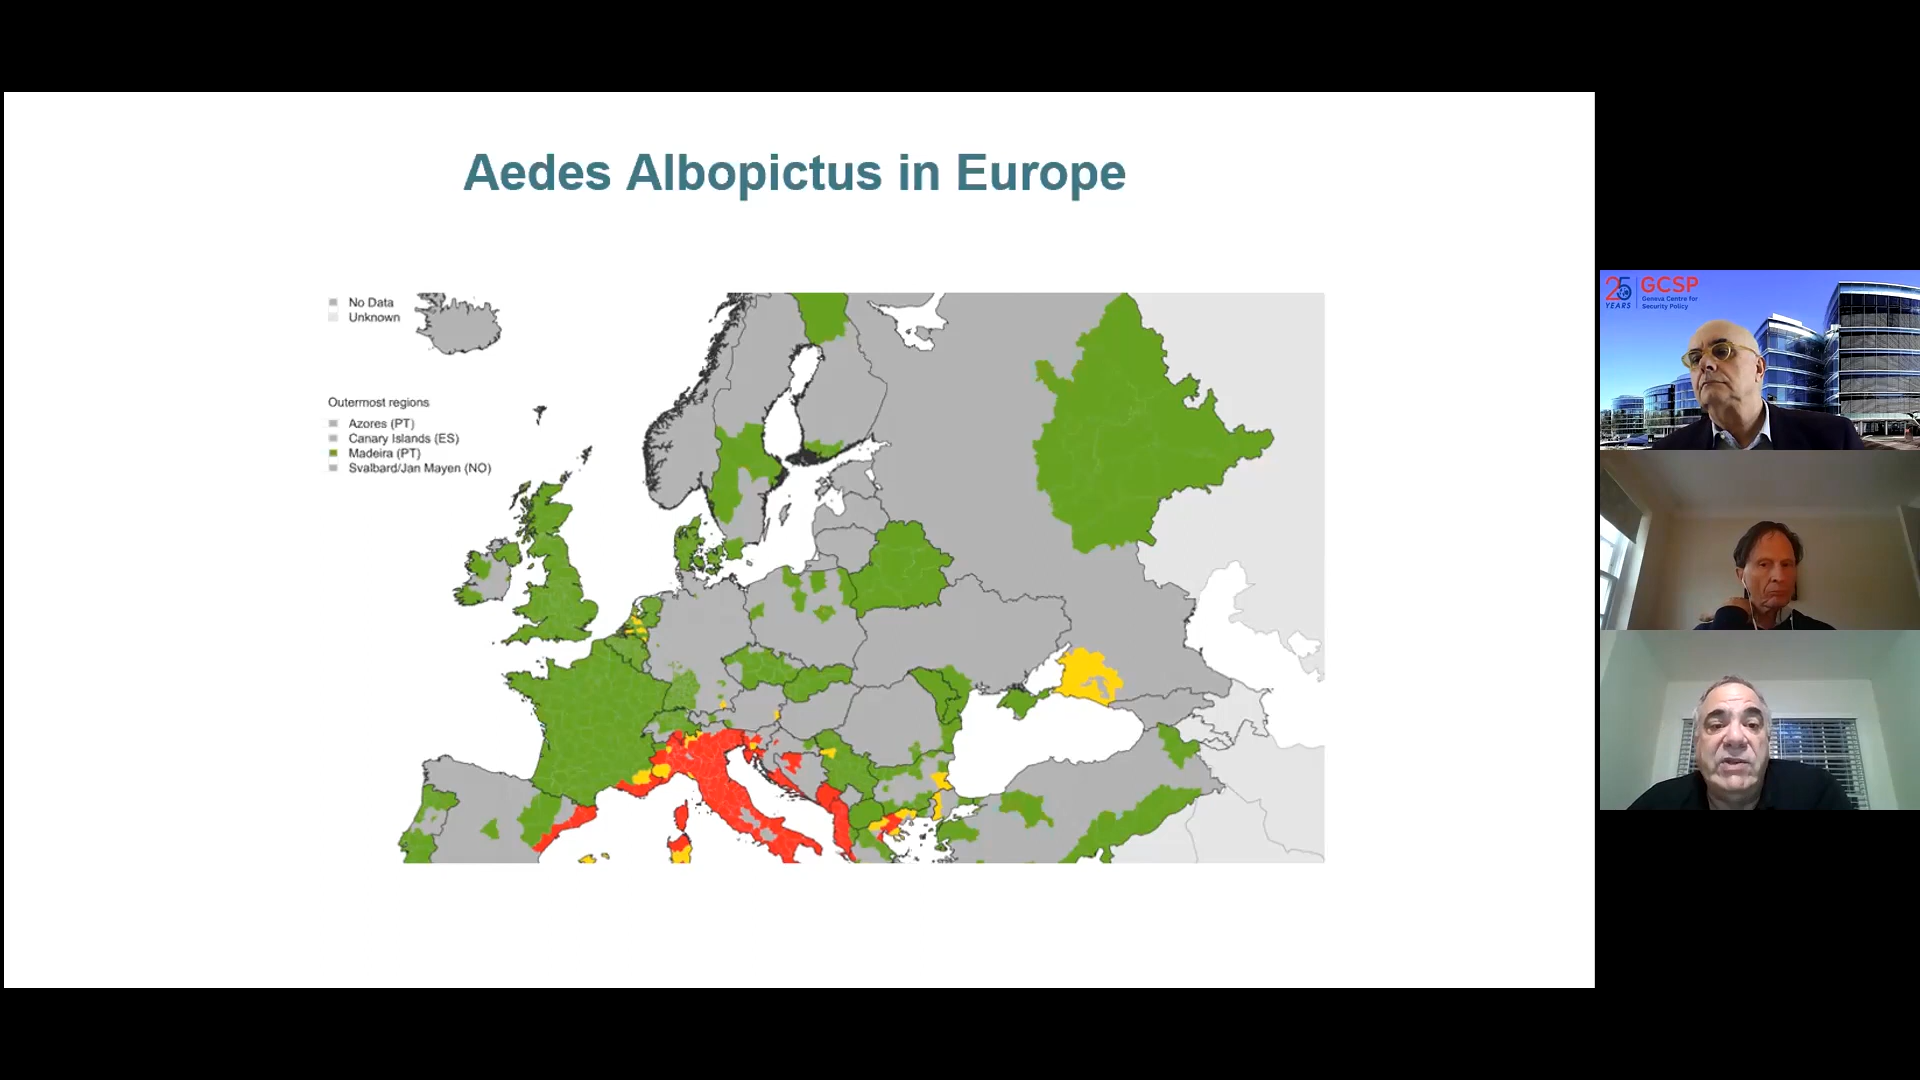 Aedes Albopictus in Europe
No Data
Unknown
Outermost regions
Azores (PT)
Canary Islands (ES)
Madeira (PT)
Svalbard/Jan Mayen (NO)
25
YEARS
GCSP
Geneva Centre for
Security Policy